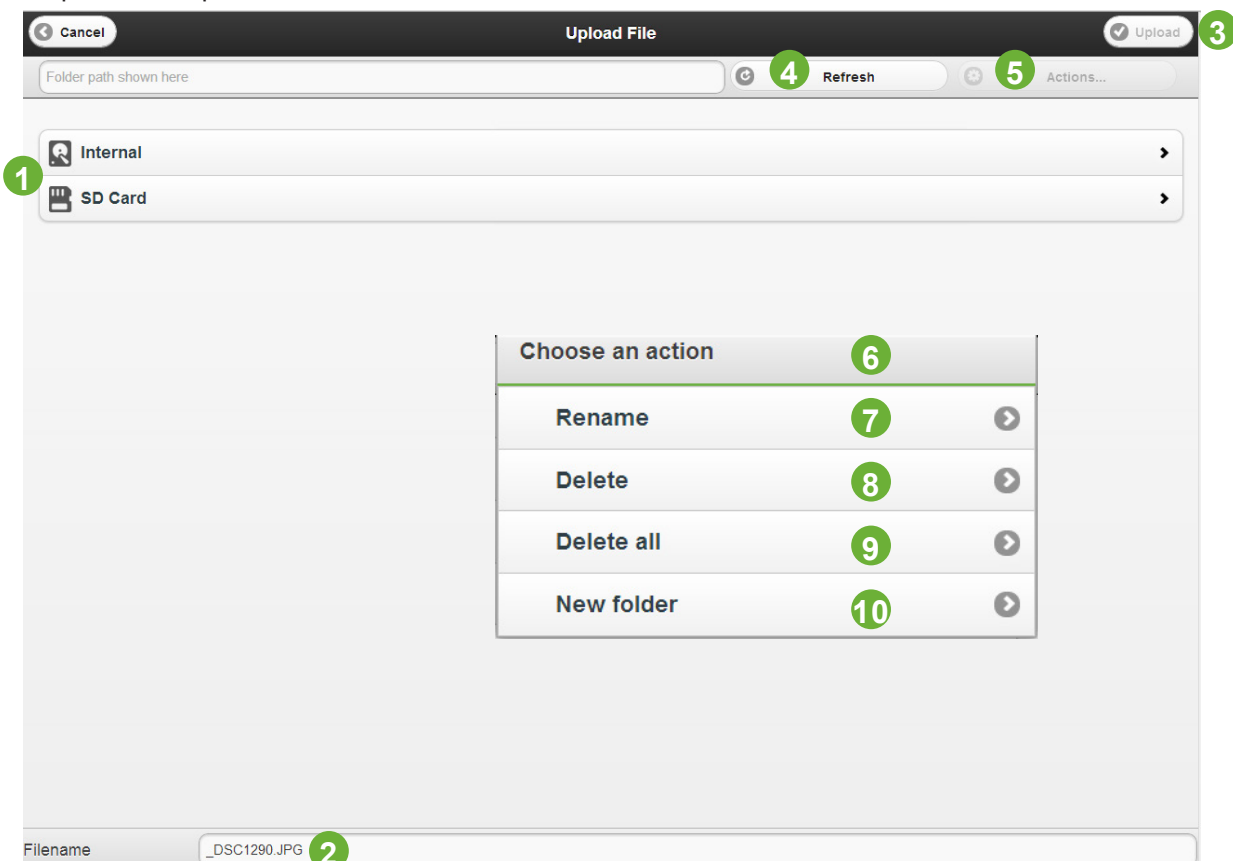 Cancel Upload File Upload 3
Folder path shown here 4 Refresh 5 Actions...
Internal
1
SD Card
Choose an action 6
Rename 7
Delete 8
Delete all 9
New folder 10
Filename _DSC1290.JPG 2